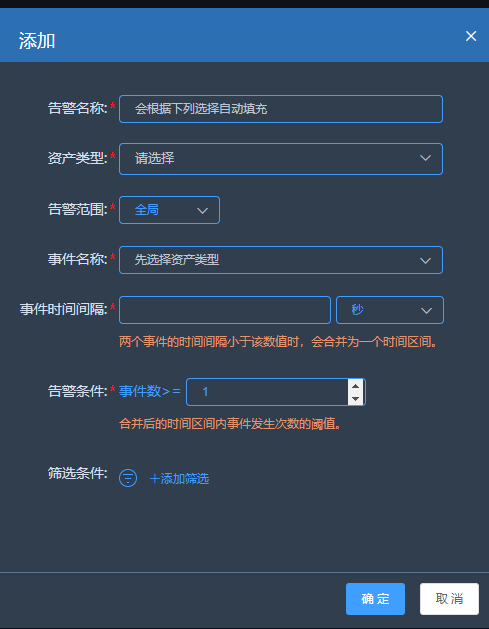 添加
告警名称:* 会根据下列选择自动填充
资产类型:* 请选择
告警范围:* 全局
事件名称:* 先选择资产类型
事件时间间隔:* 秒
两个事件的时间间隔小于该数值时，会合并为一个时间区间。
告警条件:* 事件数>= 1
合并后的时间区间内事件发生次数的阈值。
筛选条件: +添加筛选
确定 取消